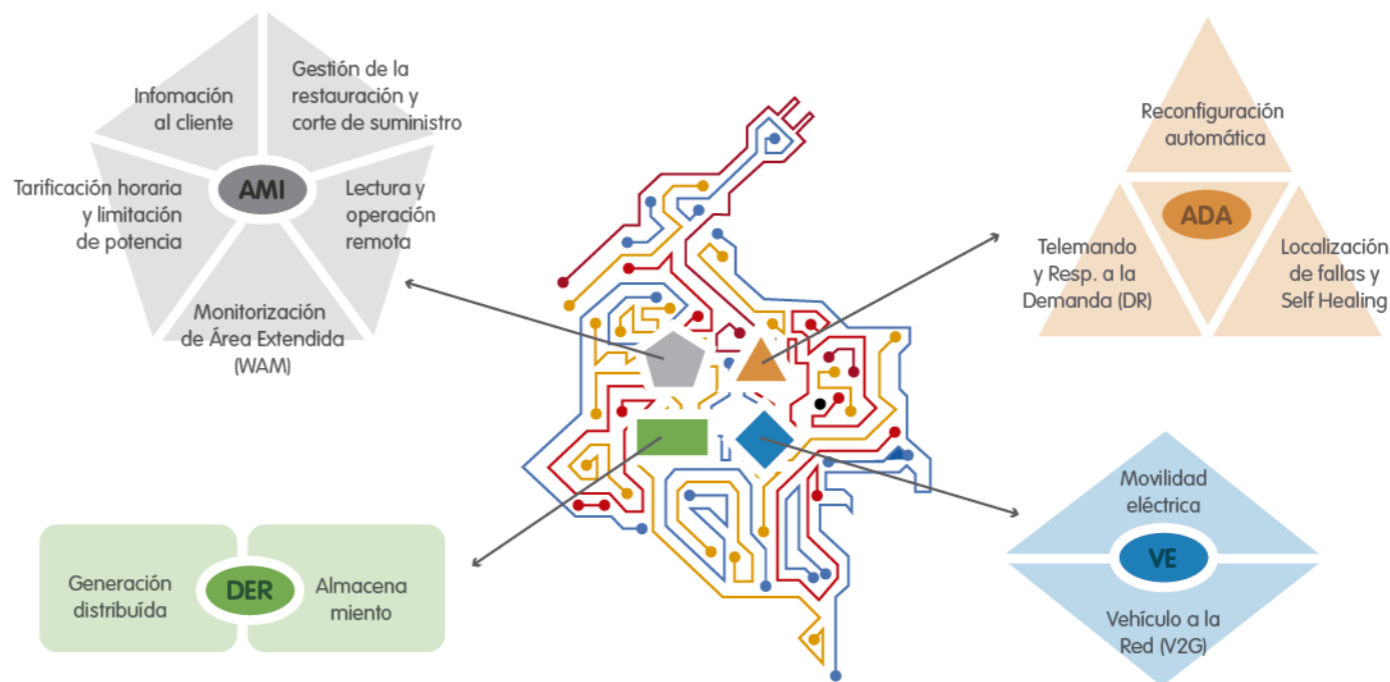 Infomación
al cliente
Gestión de la
restauración y
corte de suministro
Tarificación horaria
y limitación
de potencia
AMI
Lectura y
operación
remota
Monitorización
de Área Extendida
(WAM)
Reconfiguración
automática
ADA
Telemando
y Resp. a la
Demanda (DR)
Localización
de fallas y
Self Healing
Generación
distribuída
DER
Almacena
miento
Movilidad
eléctrica
VE
Vehículo a la
Red (V2G)